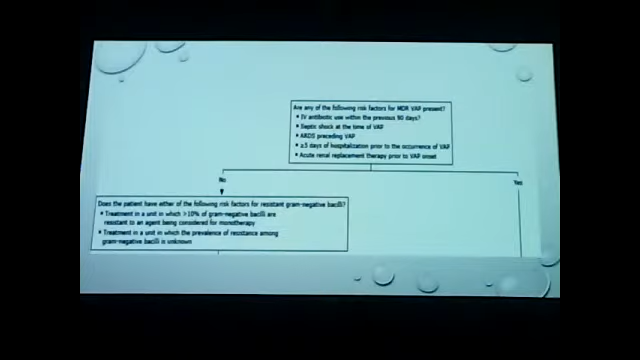 Are any of the following risk factors for MDR VAP present?
• IV antibiotic use within the previous 90 days?
• Septic shock at the time of VAP
• ARDS preceding VAP
• ≥5 days of hospitalization prior to the occurrence of VAP
• Acute renal replacement therapy prior to VAP onset
No
Yes
Does the patient have either of the following risk factors for resistant gram-negative bacilli?
• Treatment in a unit in which >10% of gram-negative bacilli are
resistant to an agent being considered for monotherapy
• Treatment in a unit in which the prevalence of resistance among
gram-negative bacilli is unknown